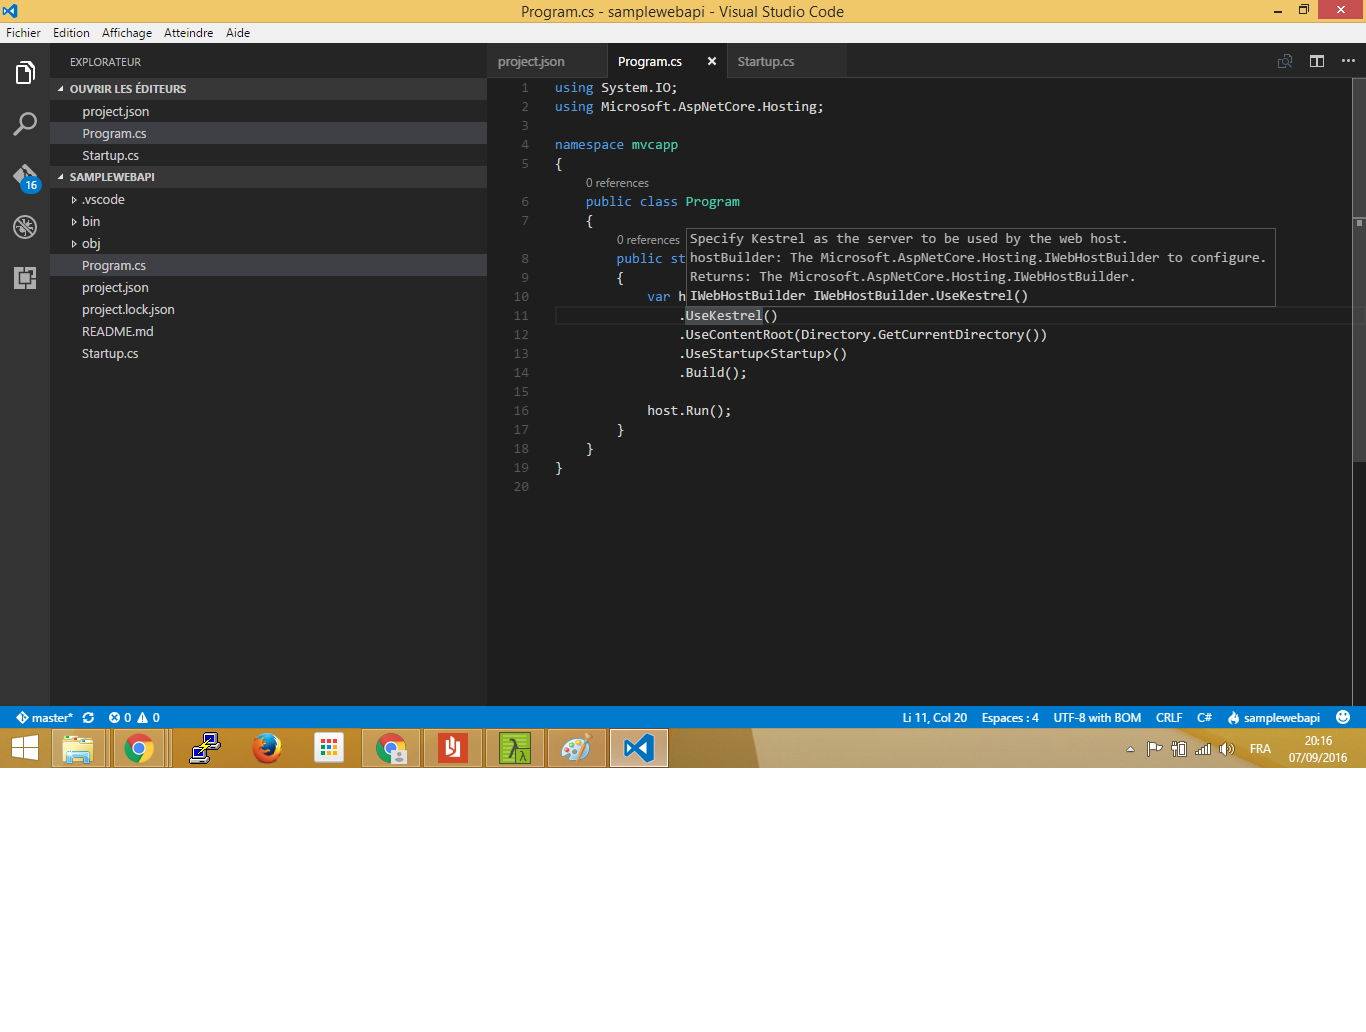 Program.cs - samplewebapi - Visual Studio Code
Fichier Edition Affichage Atteindre Aide
EXPLORATEUR
OUVRIR LES ÉDITEURS
project.json
Program.cs
Startup.cs
16
SAMPLEWEBAPI
.vscode
bin
obj
Program.cs
project.json
project.lock.json
README.md
Startup.cs
project.json Program.cs Startup.cs
1 using System.IO;
2 using Microsoft.AspNetCore.Hosting;
3
4 namespace mvcapp
5 {
0 references
6 public class Program
7 {
0 references
8 public st
9 {
10 var h
Specify Kestrel as the server to be used by the web host.
hostBuilder: The Microsoft.AspNetCore.Hosting.IWebHostBuilder to configure.
Returns: The Microsoft.AspNetCore.Hosting.IWebHostBuilder.
IWebHostBuilder IWebHostBuilder.UseKestrel()
11 .UseKestrel()
12 .UseContentRoot(Directory.GetCurrentDirectory())
13 .UseStartup<Startup>()
14 .Build();
15
16 host.Run();
17 }
18 }
19 }
20
master* 0 0 Li 11, Col 20 Espaces : 4 UTF-8 with BOM CRLF C# samplewebapi
FRA
20:16
07/09/2016